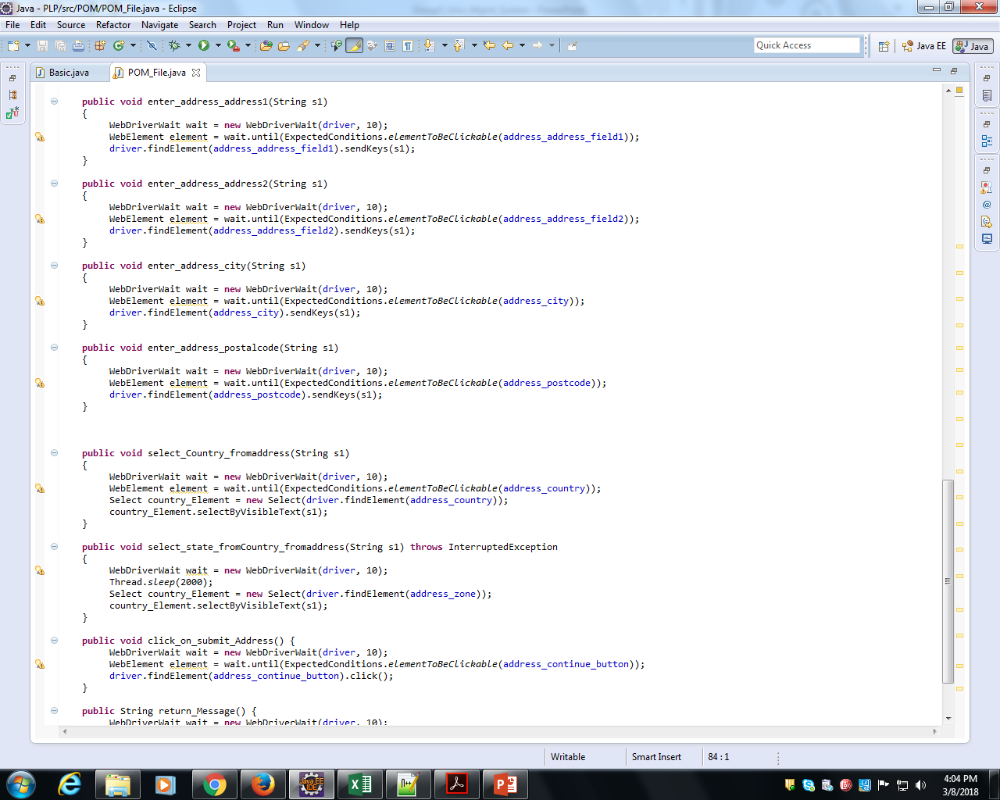 Java - PLP/src/POM/POM_File.java - Eclipse
File Edit Source Refactor Navigate Search Project Run Window Help
Quick Access
Java EE
Java
Basic.java
POM_File.java
public void enter_address_address1(String s1)
{
WebDriverWait wait = new WebDriverWait(driver, 10);
WebElement element = wait.until(ExpectedConditions.elementToBeClickable(address_address_field1));
driver.findElement(address_address_field1).sendKeys(s1);
}
public void enter_address_address2(String s1)
{
WebDriverWait wait = new WebDriverWait(driver, 10);
WebElement element = wait.until(ExpectedConditions.elementToBeClickable(address_address_field2));
driver.findElement(address_address_field2).sendKeys(s1);
}
public void enter_address_city(String s1)
{
WebDriverWait wait = new WebDriverWait(driver, 10);
WebElement element = wait.until(ExpectedConditions.elementToBeClickable(address_city));
driver.findElement(address_city).sendKeys(s1);
}
public void enter_address_postalcode(String s1)
{
WebDriverWait wait = new WebDriverWait(driver, 10);
WebElement element = wait.until(ExpectedConditions.elementToBeClickable(address_postcode));
driver.findElement(address_postcode).sendKeys(s1);
}
public void select_Country_fromaddress(String s1)
{
WebDriverWait wait = new WebDriverWait(driver, 10);
WebElement element = wait.until(ExpectedConditions.elementToBeClickable(address_country));
Select country_Element = new Select(driver.findElement(address_country));
country_Element.selectByVisibleText(s1);
}
public void select_state_fromCountry_fromaddress(String s1) throws InterruptedException
{
WebDriverWait wait = new WebDriverWait(driver, 10);
Thread.sleep(2000);
Select country_Element = new Select(driver.findElement(address_zone));
country_Element.selectByVisibleText(s1);
}
public void click_on_submit_Address() {
WebDriverWait wait = new WebDriverWait(driver, 10);
WebElement element = wait.until(ExpectedConditions.elementToBeClickable(address_continue_button));
driver.findElement(address_continue_button).click();
}
public String return_Message() {
WebDriverWait wait = new WebDriverWait(driver, 10);
Writable
Smart Insert
84 : 1
Java EE
IDE
4:04 PM
3/8/2018